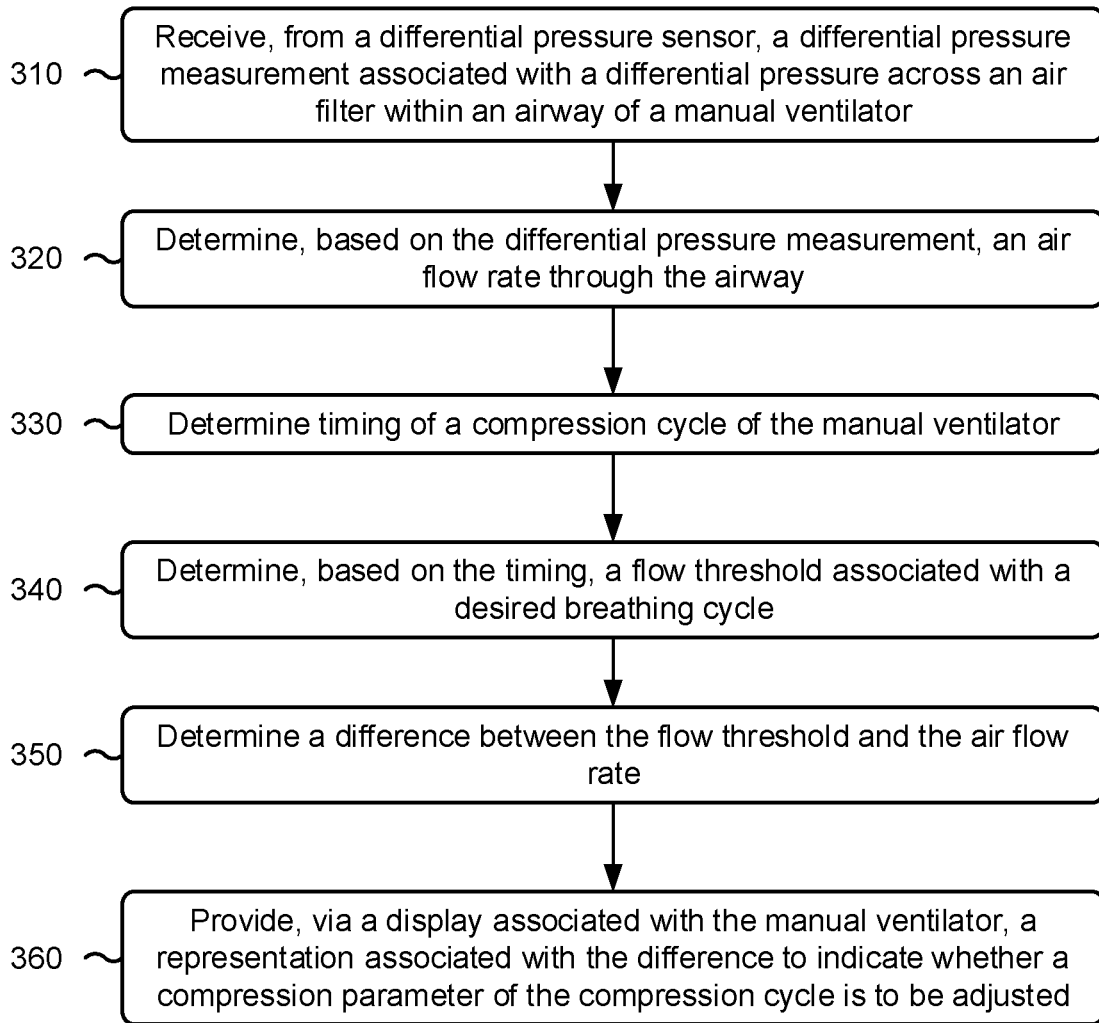 310
Receive, from a differential pressure sensor, a differential pressure
measurement associated with a differential pressure across an air
filter within an airway of a manual ventilator
320
Determine, based on the differential pressure measurement, an air
flow rate through the airway
330
Determine timing of a compression cycle of the manual ventilator
340
Determine, based on the timing, a flow threshold associated with a
desired breathing cycle
350
Determine a difference between the flow threshold and the air flow
rate
360
Provide, via a display associated with the manual ventilator, a
representation associated with the difference to indicate whether a
compression parameter of the compression cycle is to be adjusted